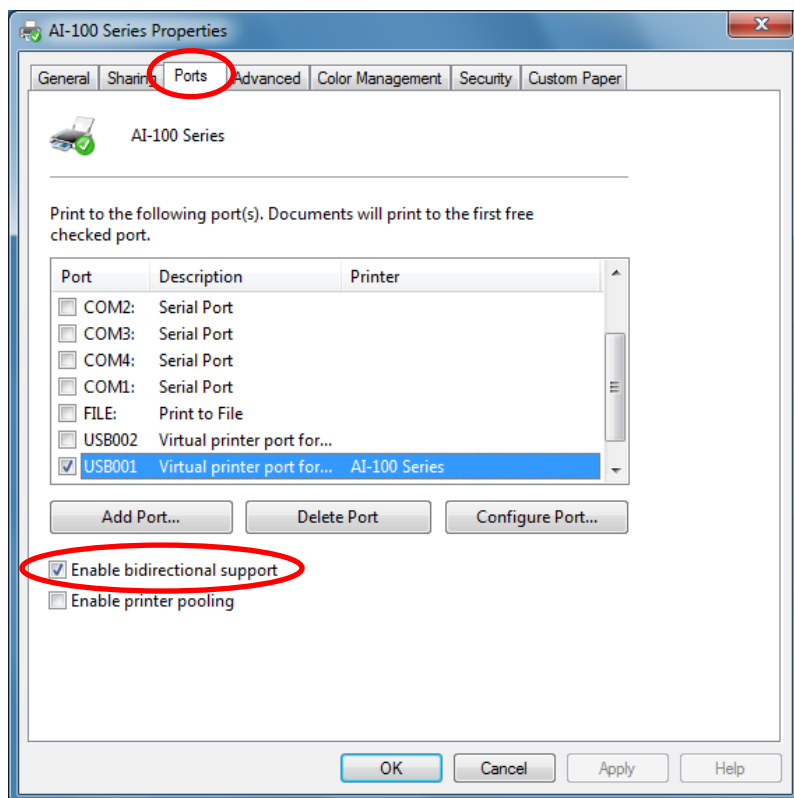 AI-100 Series Properties
General Sharing Ports Advanced Color Management Security Custom Paper
AI-100 Series
Print to the following port(s). Documents will print to the first free
checked port.
Port Description Printer
COM2: Serial Port
COM3: Serial Port
COM4: Serial Port
COM1: Serial Port
FILE: Print to File
USB002 Virtual printer port for...
USB001 Virtual printer port for... AI-100 Series
Add Port... Delete Port Configure Port...
Enable bidirectional support
Enable printer pooling
OK Cancel Apply Help